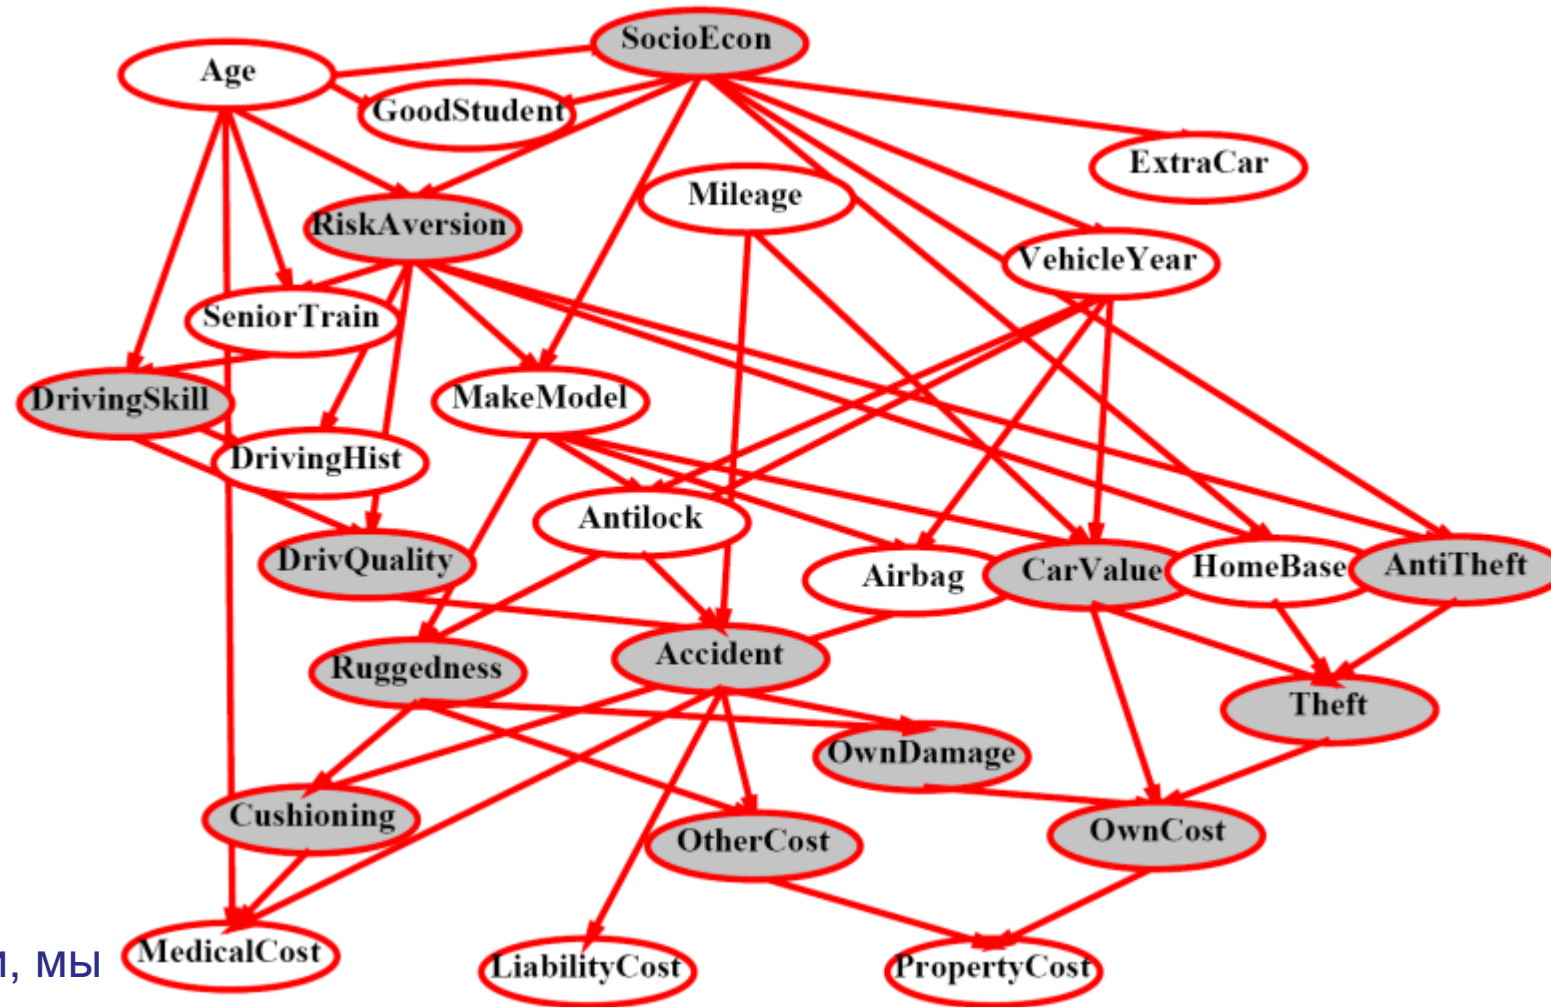 SocioEcon
Age
GoodStudent
ExtraCar
Mileage
RiskAversion
VehicleYear
SeniorTrain
DrivingSkill
MakeModel
DrivingHist
Antilock
DrivQuality
Airbag
CarValue
HomeBase
AntiTheft
Ruggedness
Accident
Theft
OwnDamage
Cushioning
OtherCost
OwnCost
, мы
MedicalCost
LiabilityCost
PropertyCost